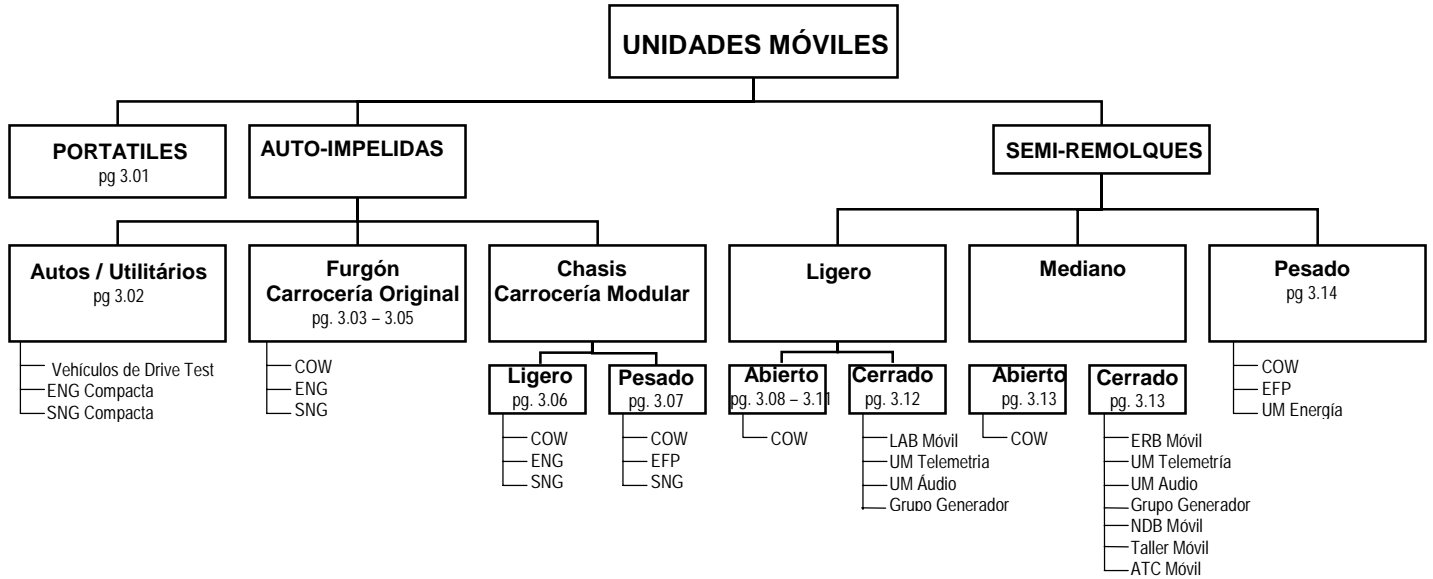 UNIDADES MÓVILES
PORTATILES
pg 3.01
AUTO-IMPELIDAS
SEMI-REMOLQUES
Autos / Utilitários
pg 3.02
Vehículos de Drive Test
ENG Compacta
SNG Compacta
Furgón
Carrocería Original
pg. 3.03 – 3.05
COW
ENG
SNG
Chasis
Carrocería Modular
Ligero
pg. 3.06
COW
ENG
SNG
Pesado
pg. 3.07
COW
EFP
SNG
Ligero
Abierto
pg. 3.08 – 3.11
COW
Cerrado
pg. 3.12
LAB Móvil
UM Telemetria
UM Áudio
Grupo Generador
Mediano
Abierto
pg. 3.13
COW
Cerrado
pg. 3.13
ERB Móvil
UM Telemetría
UM Audio
Grupo Generador
NDB Móvil
Taller Móvil
ATC Móvil
Pesado
pg 3.14
COW
EFP
UM Energía